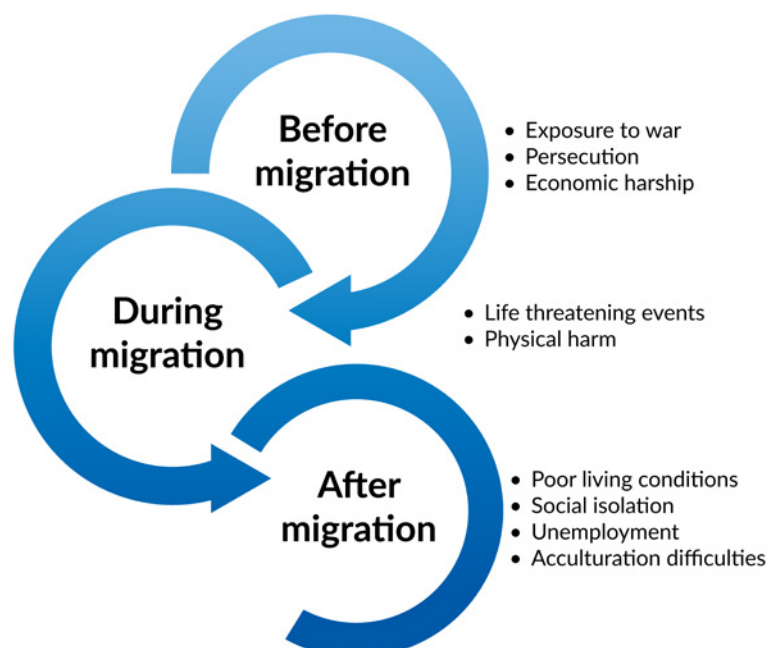 Before
migration
• Exposure to war
• Persecution
• Economic harship
During
migration
• Life threatening events
• Physical harm
After
migration
• Poor living conditions
• Social isolation
• Unemployment
• Acculturation difficulties